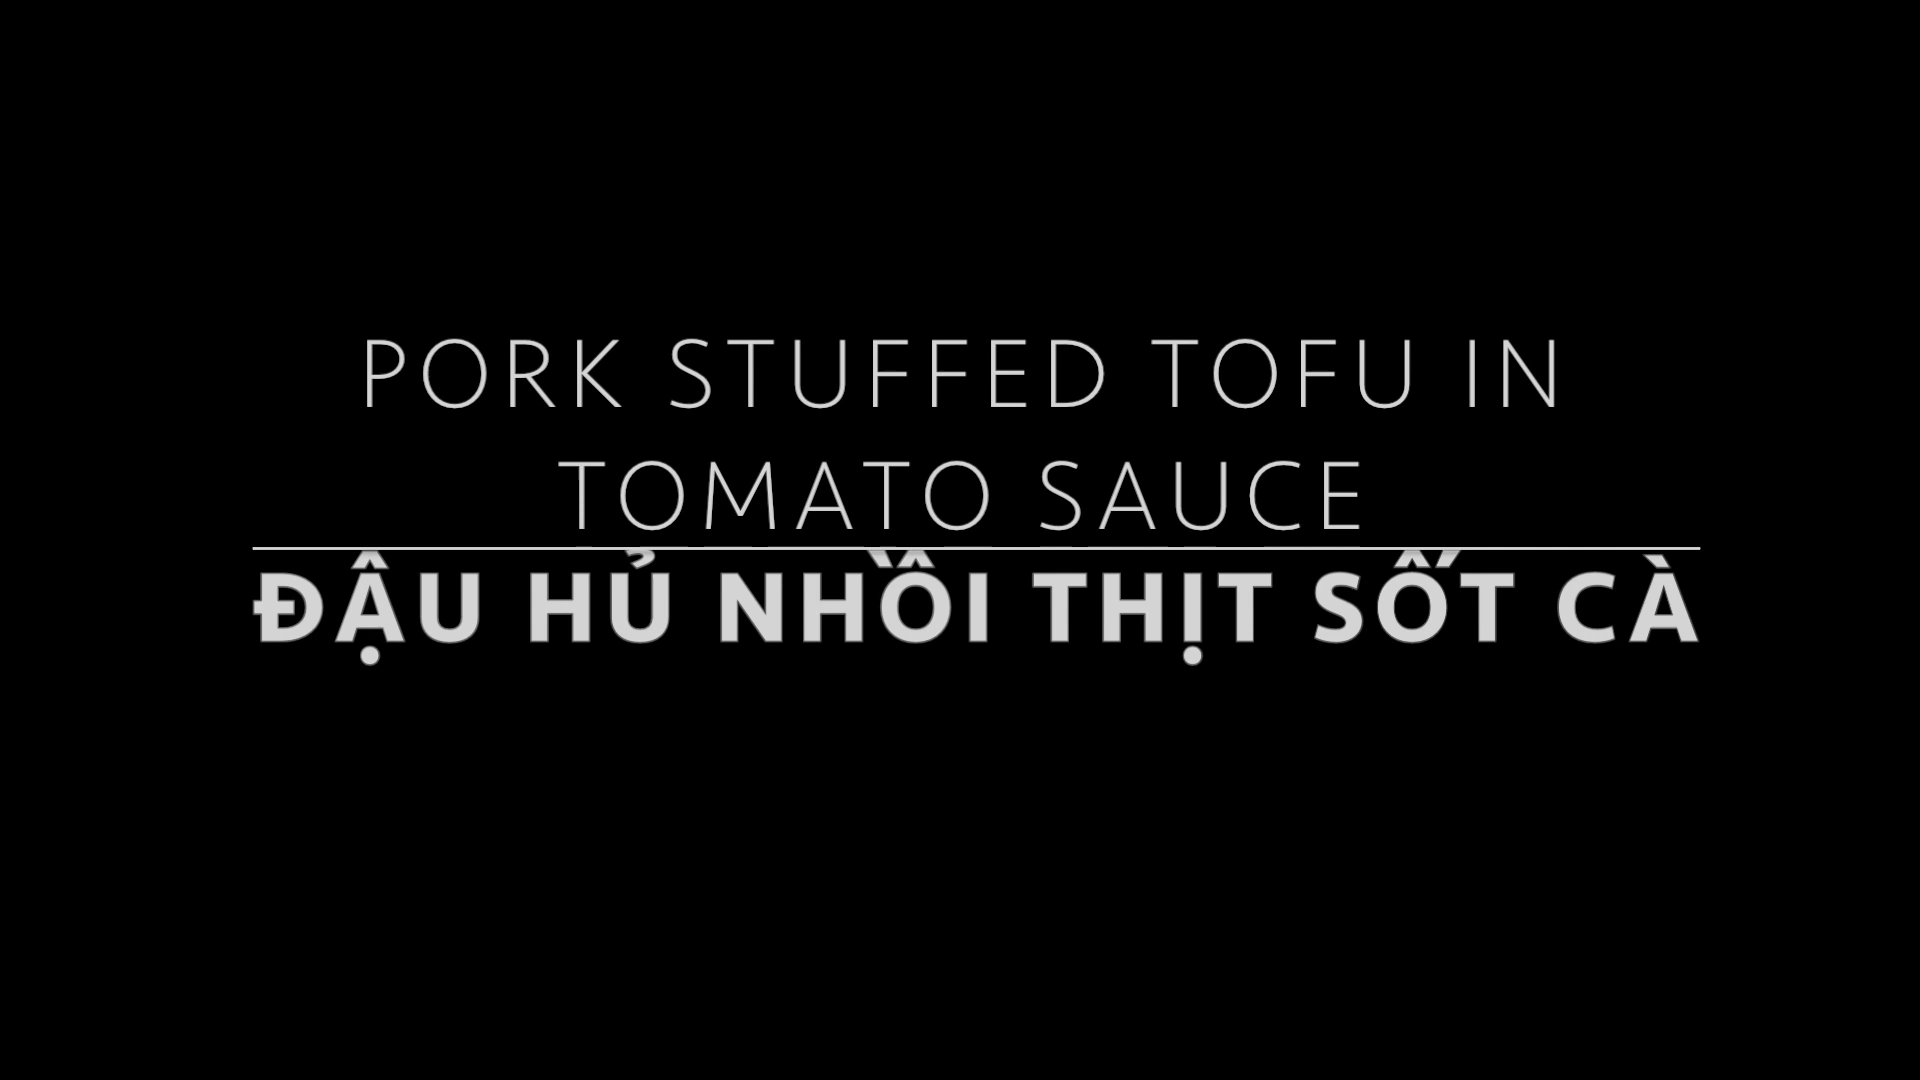 PORK STUFFED TOFU IN
TOMATO SAUCE
ĐẬU HỦ NHỒI THỊT SỐT CÀ